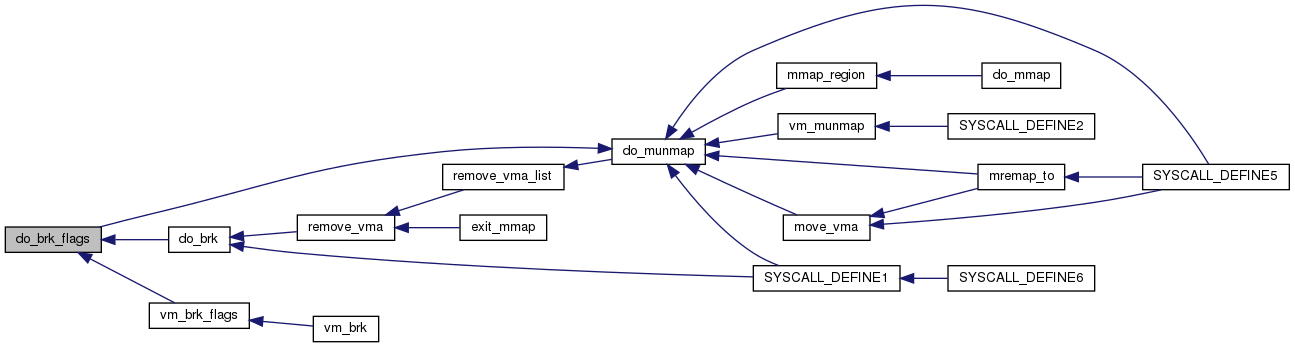 mmap_region
do_mmap
vm_munmap
SYSCALL_DEFINE2
do_munmap
remove_vma_list
mremap_to
SYSCALL_DEFINE5
do_brk_flags
do_brk
remove_vma
exit_mmap
move_vma
SYSCALL_DEFINE1
SYSCALL_DEFINE6
vm_brk_flags
vm_brk